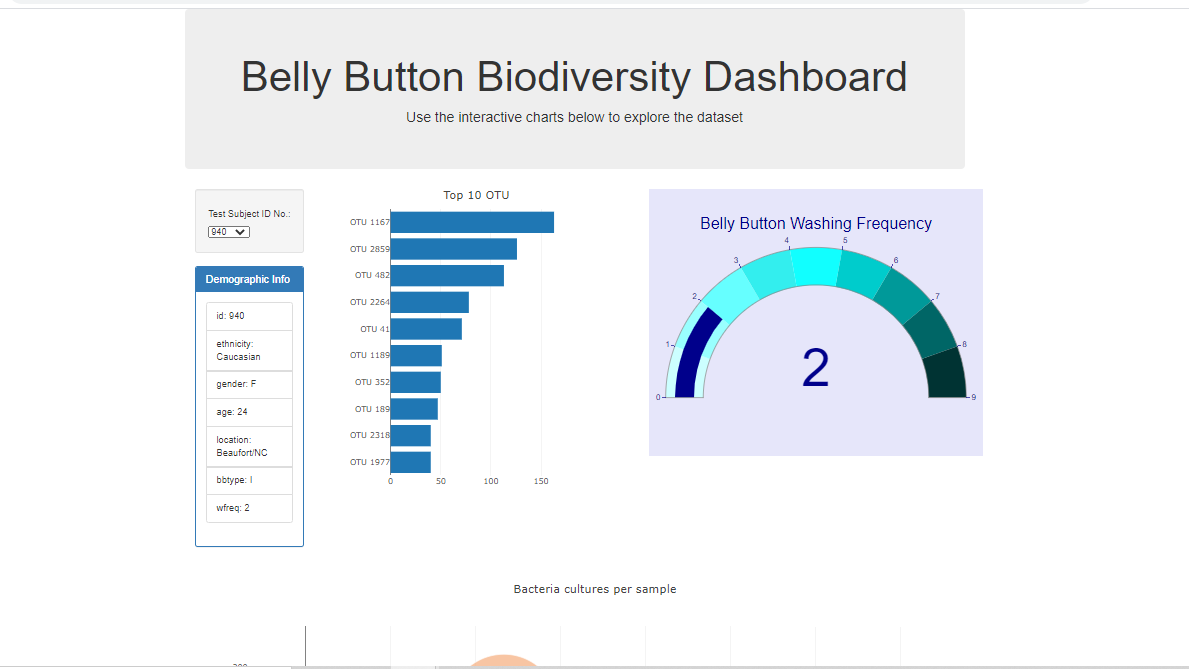 Belly Button Biodiversity Dashboard
Use the interactive charts below to explore the dataset
Test Subject ID No.:
940
Demographic Info
id: 940
ethnicity:
Caucasian
gender: F
age: 24
location:
Beaufort/NC
bbtype: I
wfreq: 2
Top 10 OTU
OTU 1167
OTU 2859
OTU 482
OTU 2264
OTU 41
OTU 1189
OTU 352
OTU 189
OTU 2318
OTU 1977
0 50 100 150
Belly Button Washing Frequency
0
1
2
3
4
5
6
7
8
9
2
Bacteria cultures per sample